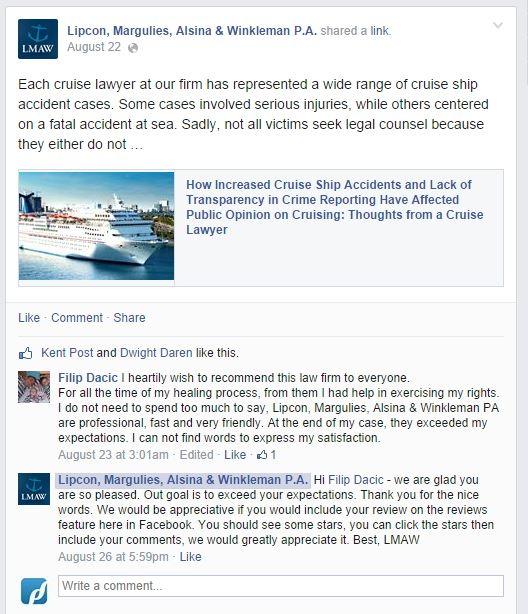 Lipcon, Margulies, Alsina & Winkleman P.A. shared a link.
August 22
LMAW
Each cruise lawyer at our firm has represented a wide range of cruise ship
accident cases. Some cases involved serious injuries, while others centered
on a fatal accident at sea. Sadly, not all victims seek legal counsel because
they either do not ...
How Increased Cruise Ship Accidents and Lack of
Transparency in Crime Reporting Have Affected
Public Opinion on Cruising: Thoughts from a Cruise
Lawyer
Like · Comment · Share
Kent Post and Dwight Daren like this.
Filip Dacic I heartily wish to recommend this law firm to everyone.
For all the time of my healing process, from them I had help in exercising my rights.
I do not need to spend too much to say, Lipcon, Margulies, Alsina & Winkleman PA
are professional, fast and very friendly. At the end of my case, they exceeded my
expectations. I can not find words to express my satisfaction.
August 23 at 3:01am · Edited · Like · 1
Lipcon, Margulies, Alsina & Winkleman P.A. Hi Filip Dacic - we are glad you
LMAW
are so pleased. Out goal is to exceed your expectations. Thank you for the nice
words. We would be appreciative if you would include your review on the reviews
feature here in Facebook. You should see some stars, you can click the stars then
include your comments, we would greatly appreciate it. Best, LMAW
August 26 at 5:59pm · Like
Write a comment...